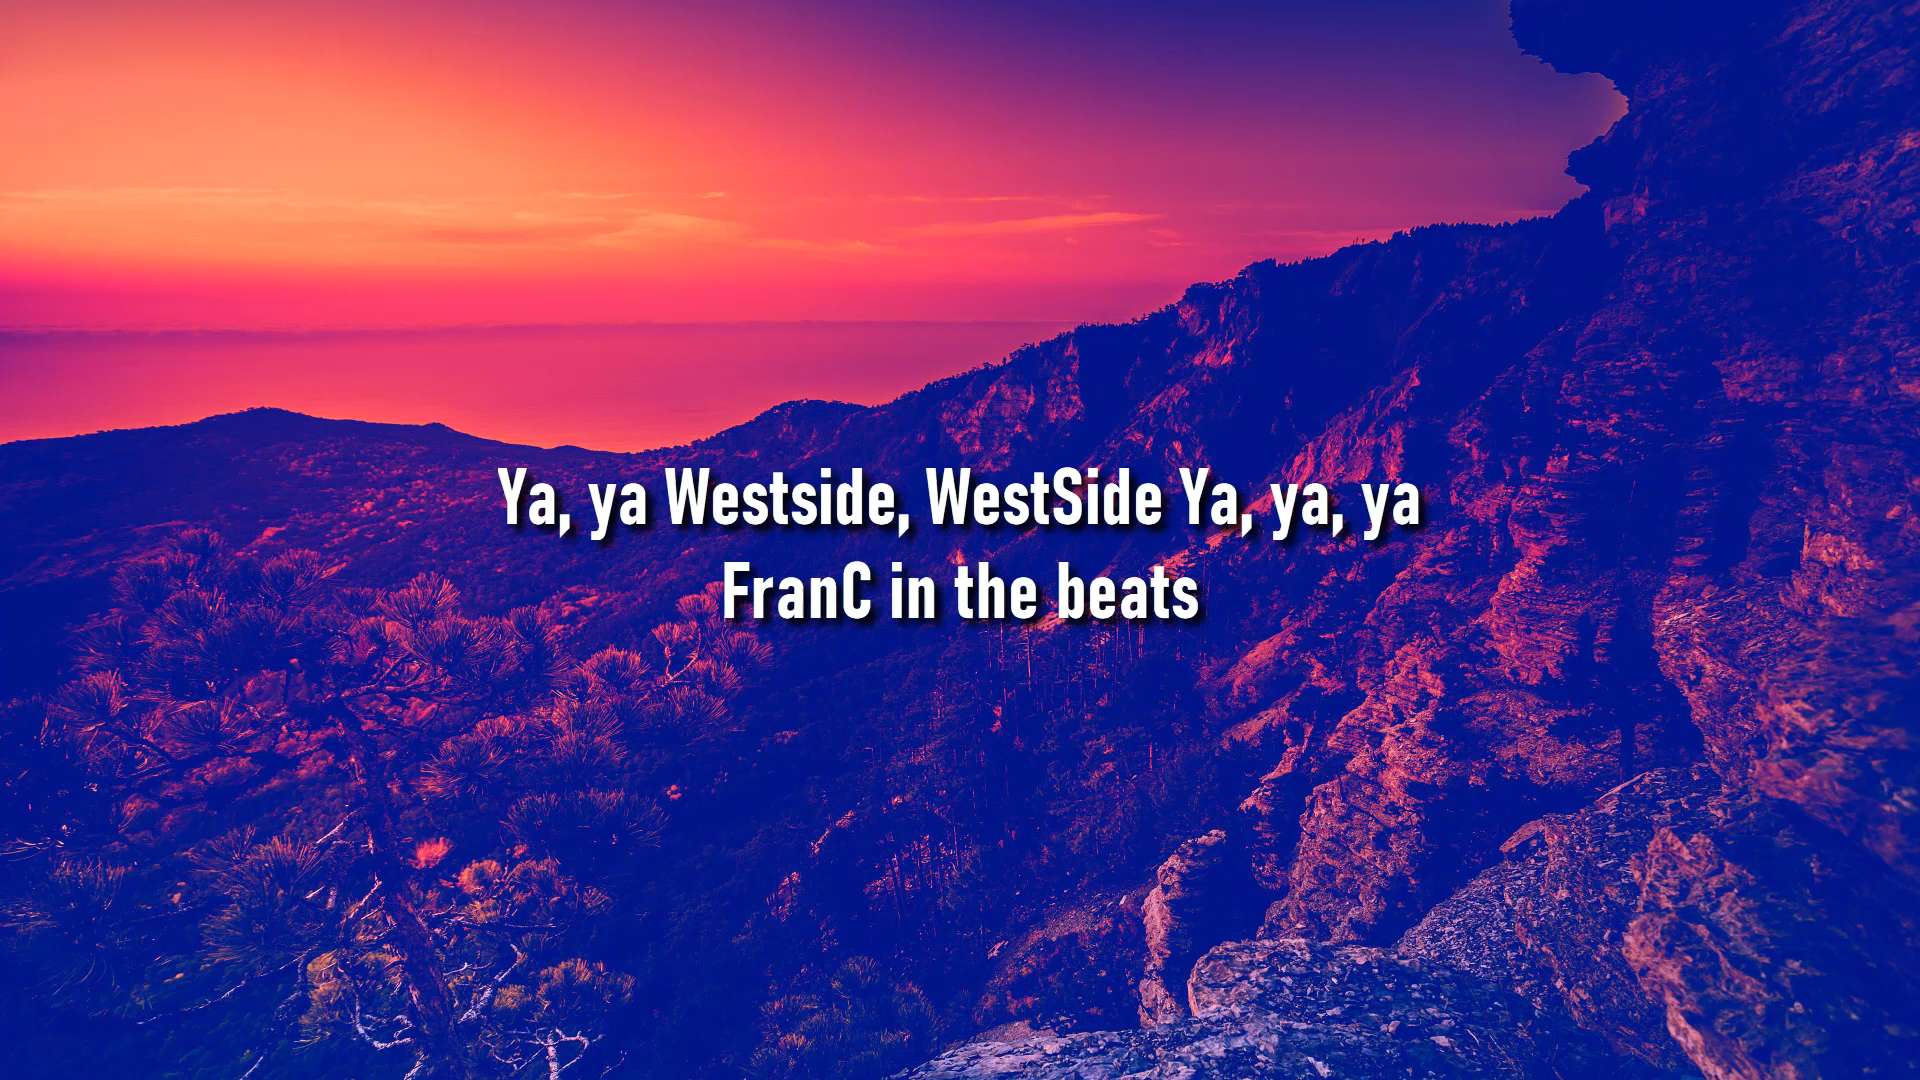 Ya, ya Westside, WestSide Ya, ya, ya
FranC in the beats